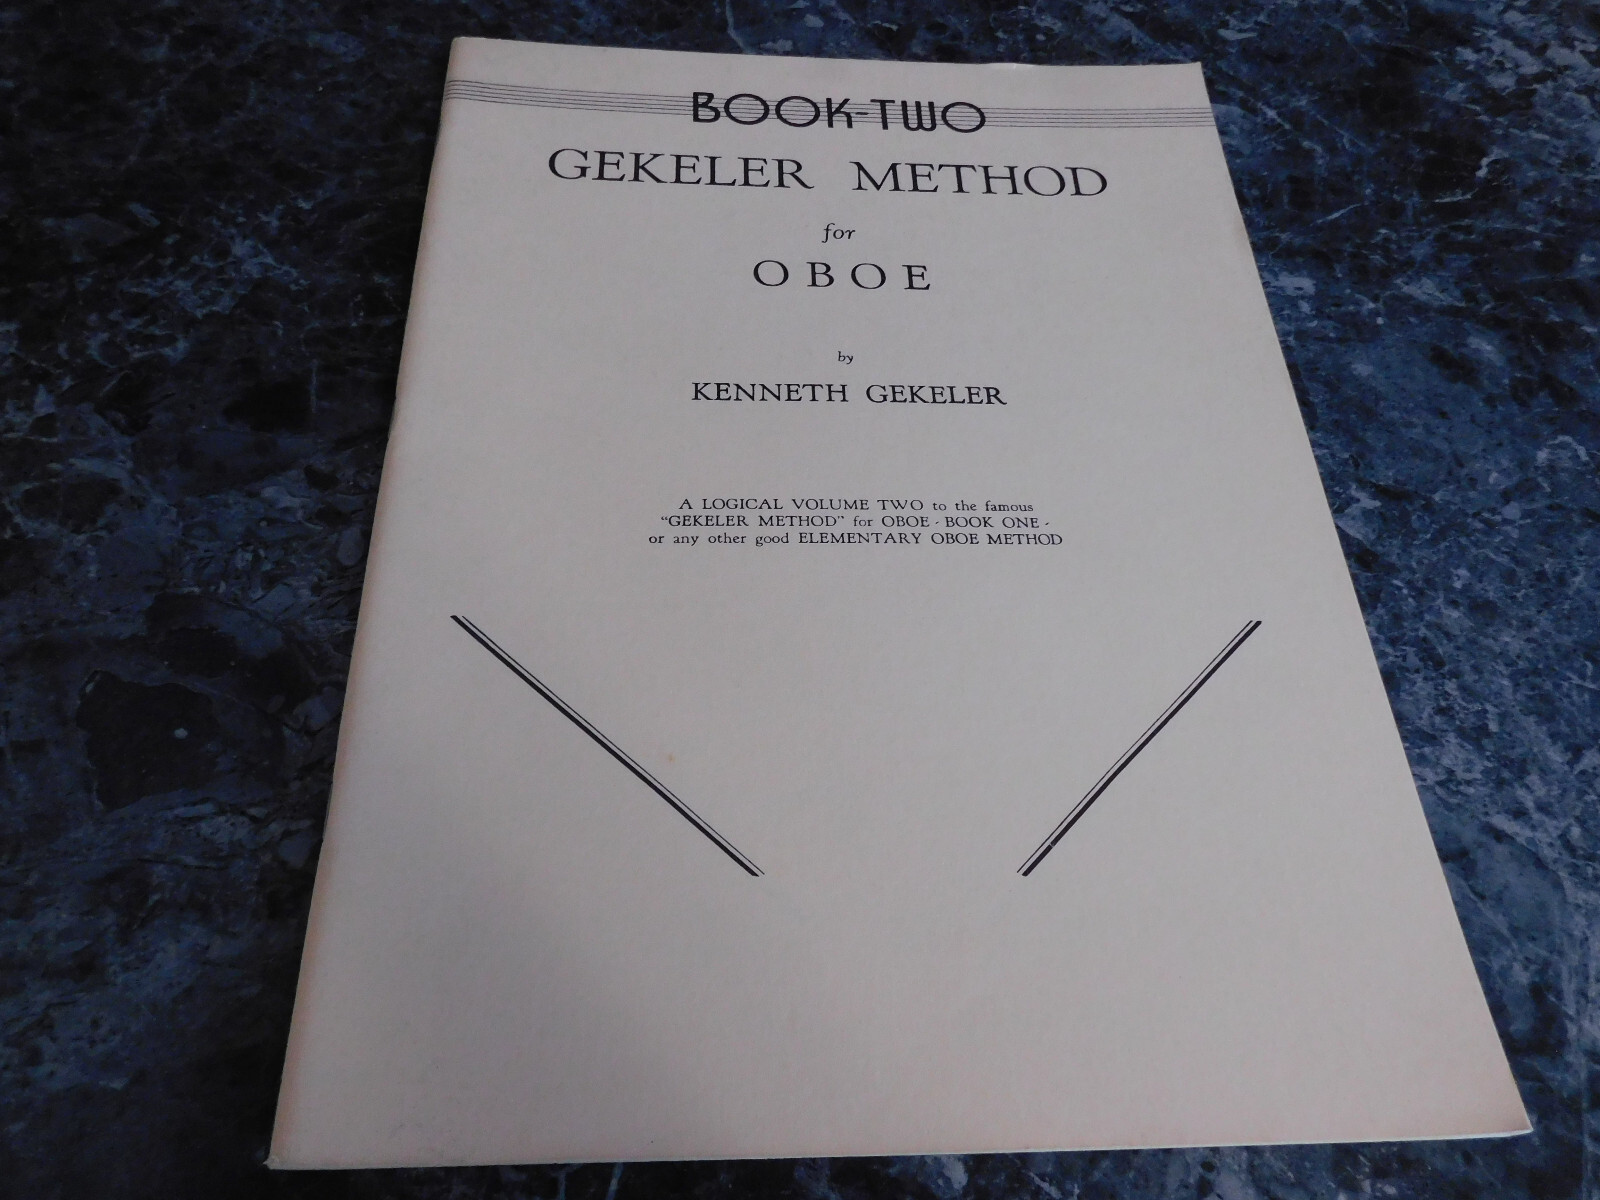 BOOK-TWO
GEKELER METHOD
for
OBOE
by
KENNETH GEKELER
A LOGICAL VOLUME TWO to the famous
"GEKELER METHOD" for OBOE - BOOK ONE -
or any other good ELEMENTARY OBOE METHOD